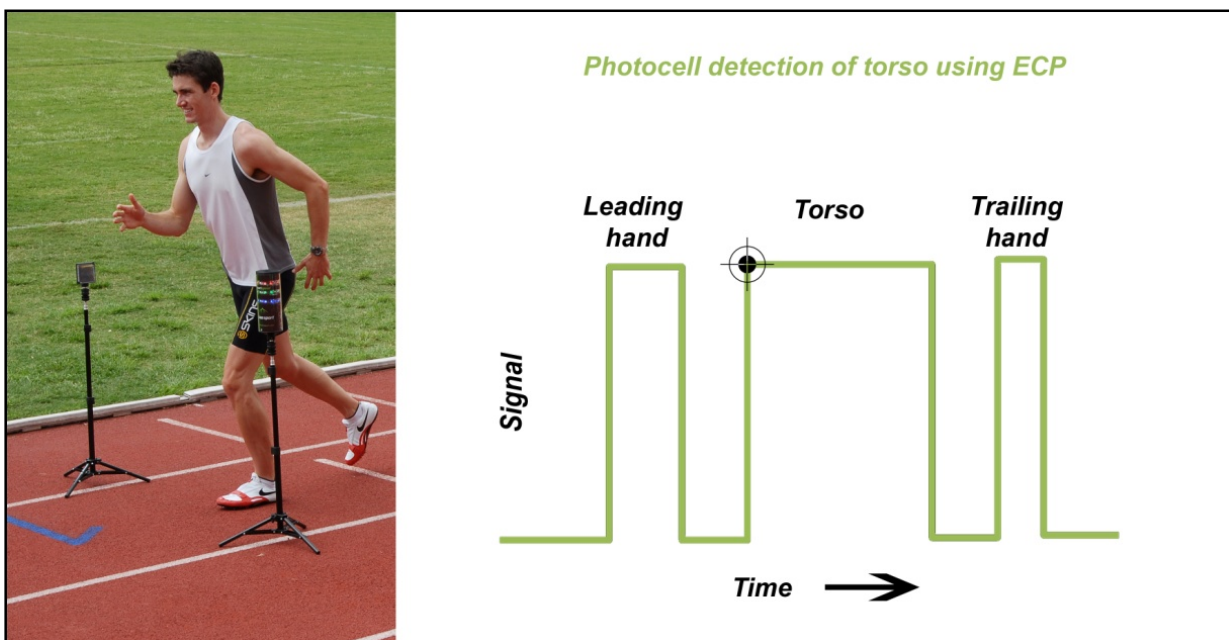 Photocell detection of torso using ECP
Leading
hand
Torso
Trailing
hand
Signal
Time
SKINS